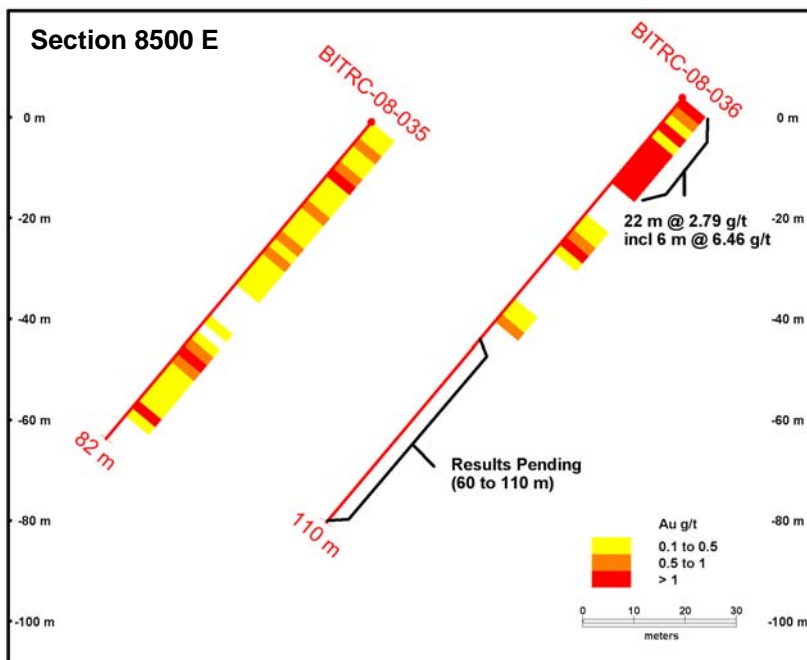 Section 8500 E
BITRC-08-035
BITRC-08-036
0 m
0 m
-20 m
-20 m
22 m @ 2.79 g/t
incl 6 m @ 6.46 g/t
-40 m
-40 m
-60 m
-60 m
82 m
Results Pending
(60 to 110 m)
-80 m
-80 m
110 m
Au g/t
0.1 to 0.5
0.5 to 1
> 1
0 10 20 30
meters
-100 m
-100 m